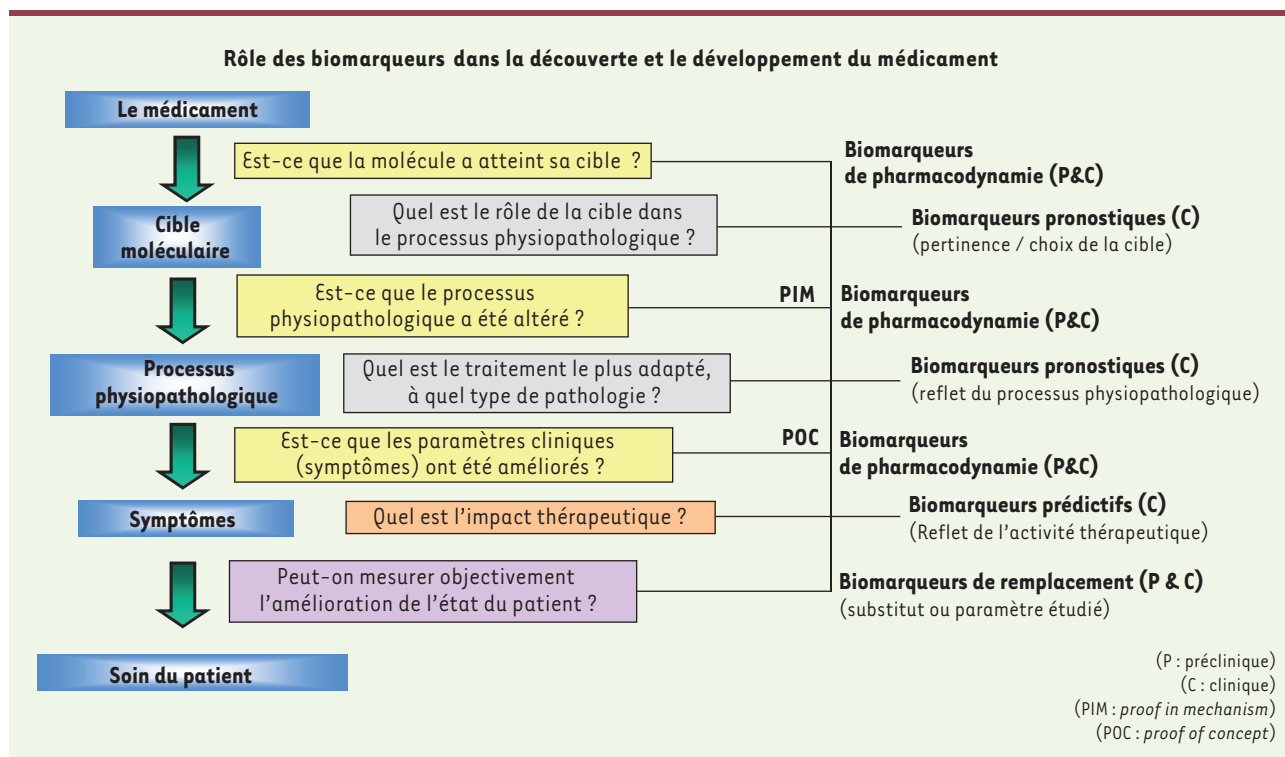 Rôle des biomarqueurs dans la découverte et le développement du médicament
Le médicament
Est-ce que la molécule a atteint sa cible ?
Biomarqueurs
de pharmacodynamie (P&C)
Cible
moléculaire
Quel est le rôle de la cible dans
le processus physiopathologique ?
Biomarqueurs pronostiques (C)
(pertinence / choix de la cible)
Est-ce que le processus
physiopathologique a été altéré ?
PIM
Biomarqueurs
de pharmacodynamie (P&C)
Processus
physiopathologique
Quel est le traitement le plus adapté,
à quel type de pathologie ?
Biomarqueurs pronostiques (C)
(reflet du processus physiopathologique)
Est-ce que les paramètres cliniques
(symptômes) ont été améliorés ?
POC
Biomarqueurs
de pharmacodynamie (P&C)
Symptômes
Quel est l'impact thérapeutique ?
Biomarqueurs prédictifs (C)
(Reflet de l'activité thérapeutique)
Peut-on mesurer objectivement
l'amélioration de l'état du patient ?
Biomarqueurs de remplacement (P & C)
(substitut ou paramètre étudié)
Soin du patient
(P : préclinique)
(C : clinique)
(PIM : proof in mechanism)
(POC : proof of concept)